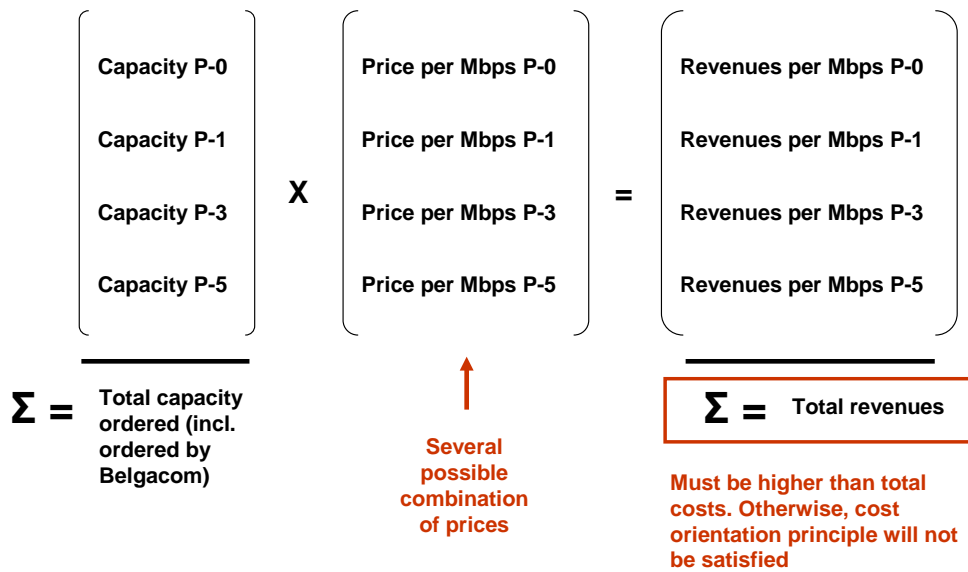 Capacity P-0 Price per Mbps P-0 Revenues per Mbps P-0
Capacity P-1 Price per Mbps P-1 Revenues per Mbps P-1
X =
Capacity P-3 Price per Mbps P-3 Revenues per Mbps P-3
Capacity P-5 Price per Mbps P-5 Revenues per Mbps P-5
Σ =
Total capacity
ordered (incl.
ordered by
Belgacom)
Several
possible
combination
of prices
Σ = Total revenues
Must be higher than total
costs. Otherwise, cost
orientation principle will not
be satisfied